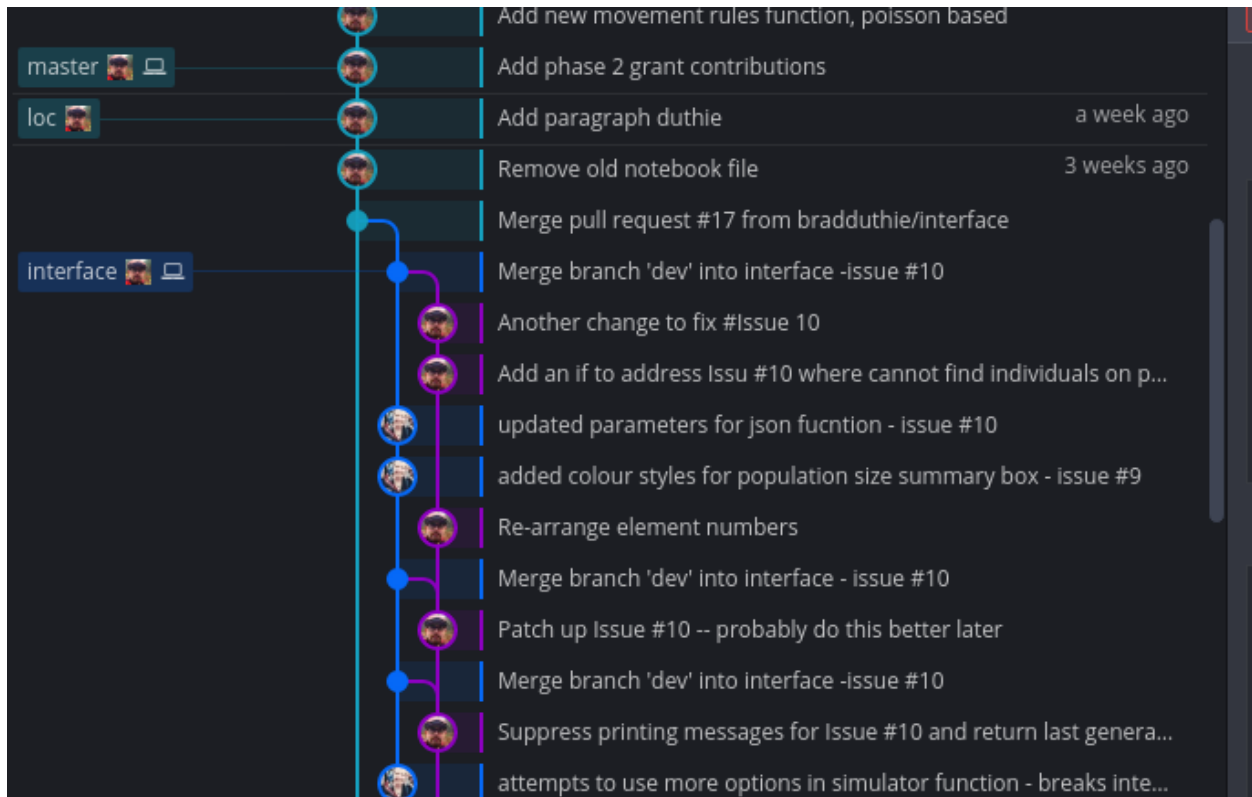 Add new movement rules function, poisson based
master Add phase 2 grant contributions
loc Add paragraph duthie a week ago
Remove old notebook file 3 weeks ago
Merge pull request #17 from bradduthie/interface
interface Merge branch 'dev' into interface -issue #10
Another change to fix #Issue 10
Add an if to address Issu #10 where cannot find individuals on p...
updated parameters for json fucntion - issue #10
added colour styles for population size summary box - issue #9
Re-arrange element numbers
Merge branch 'dev' into interface - issue #10
Patch up Issue #10 -- probably do this better later
Merge branch 'dev' into interface -issue #10
Suppress printing messages for Issue #10 and return last genera...
attempts to use more options in simulator function - breaks inte...